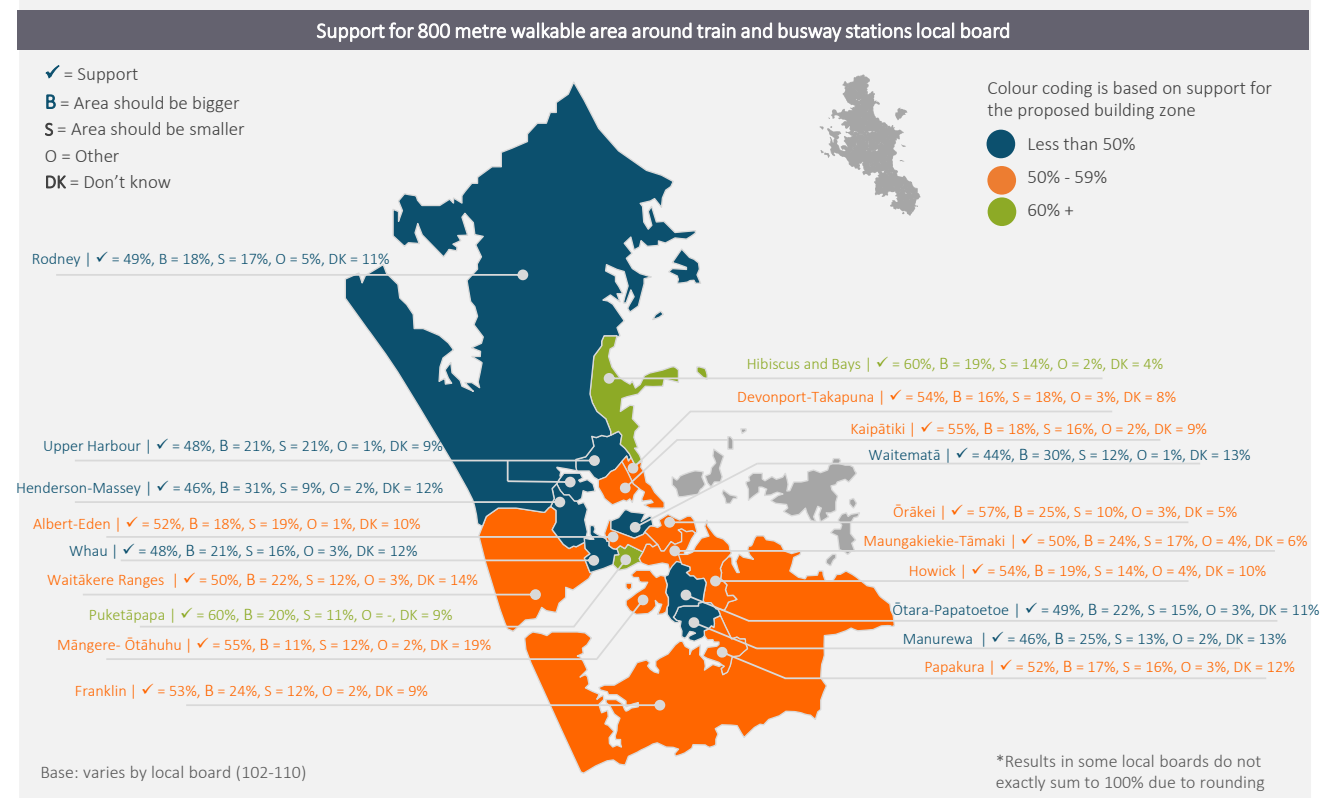 Support for 800 metre walkable area around train and busway stations local board
✓ = Support
B = Area should be bigger
S = Area should be smaller
O = Other
DK = Don't know
Colour coding is based on support for
the proposed building zone
Less than 50%
50% - 59%
60% +
Rodney | ✓ = 49%, B = 18%, S = 17%, O = 5%, DK = 11%
Upper Harbour | ✓ = 48%, B = 21%, S = 21%, O = 1%, DK = 9%
Henderson-Massey | ✓ = 46%, B = 31%, S = 9%, O = 2%, DK = 12%
Albert-Eden | ✓ = 52%, B = 18%, S = 19%, O = 1%, DK = 10%
Whau | ✓ = 48%, B = 21%, S = 16%, O = 3%, DK = 12%
Waitākere Ranges | ✓ = 50%, B = 22%, S = 12%, O = 3%, DK = 14%
Puketāpapa | ✓ = 60%, B = 20%, S = 11%, O = -, DK = 9%
Māngere- Ōtāhuhu | ✓ = 55%, B = 11%, S = 12%, O = 2%, DK = 19%
Franklin | ✓ = 53%, B = 24%, S = 12%, O = 2%, DK = 9%
Hibiscus and Bays | ✓ = 60%, B = 19%, S = 14%, O = 2%, DK = 4%
Devonport-Takapuna | ✓ = 54%, B = 16%, S = 18%, O = 3%, DK = 8%
Kaipātiki | ✓ = 55%, B = 18%, S = 16%, O = 2%, DK = 9%
Waitematā | ✓ = 44%, B = 30%, S = 12%, O = 1%, DK = 13%
Ōrākei | ✓ = 57%, B = 25%, S = 10%, O = 3%, DK = 5%
Maungakiekie-Tāmaki | ✓ = 50%, B = 24%, S = 17%, O = 4%, DK = 6%
Howick | ✓ = 54%, B = 19%, S = 14%, O = 4%, DK = 10%
Ōtara-Papatoetoe | ✓ = 49%, B = 22%, S = 15%, O = 3%, DK = 11%
Manurewa | ✓ = 46%, B = 25%, S = 13%, O = 2%, DK = 13%
Papakura | ✓ = 52%, B = 17%, S = 16%, O = 3%, DK = 12%
Base: varies by local board (102-110)
*Results in some local boards do not
exactly sum to 100% due to rounding